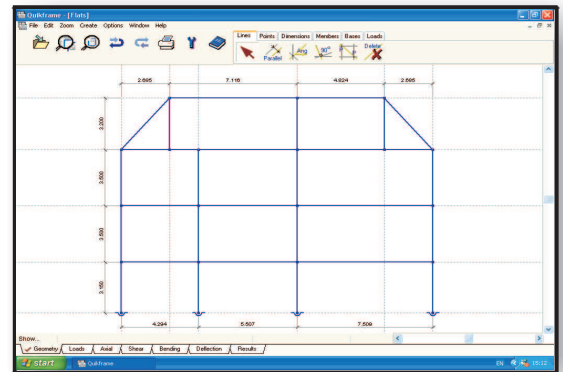 Quikframe - [Flats]
File Edit Zoom Create Options Window Help
Lines Points Dimensions Members Bases Loads
Parallel Ang 90° Delete
2.695 7.116 4.824 2.695
3.200
3.500
3.500
3.150
4.294 5.507 7.509
Show...
Geometry Loads Axial Shear Bending Deflection Results
start Quikframe EN 15:12